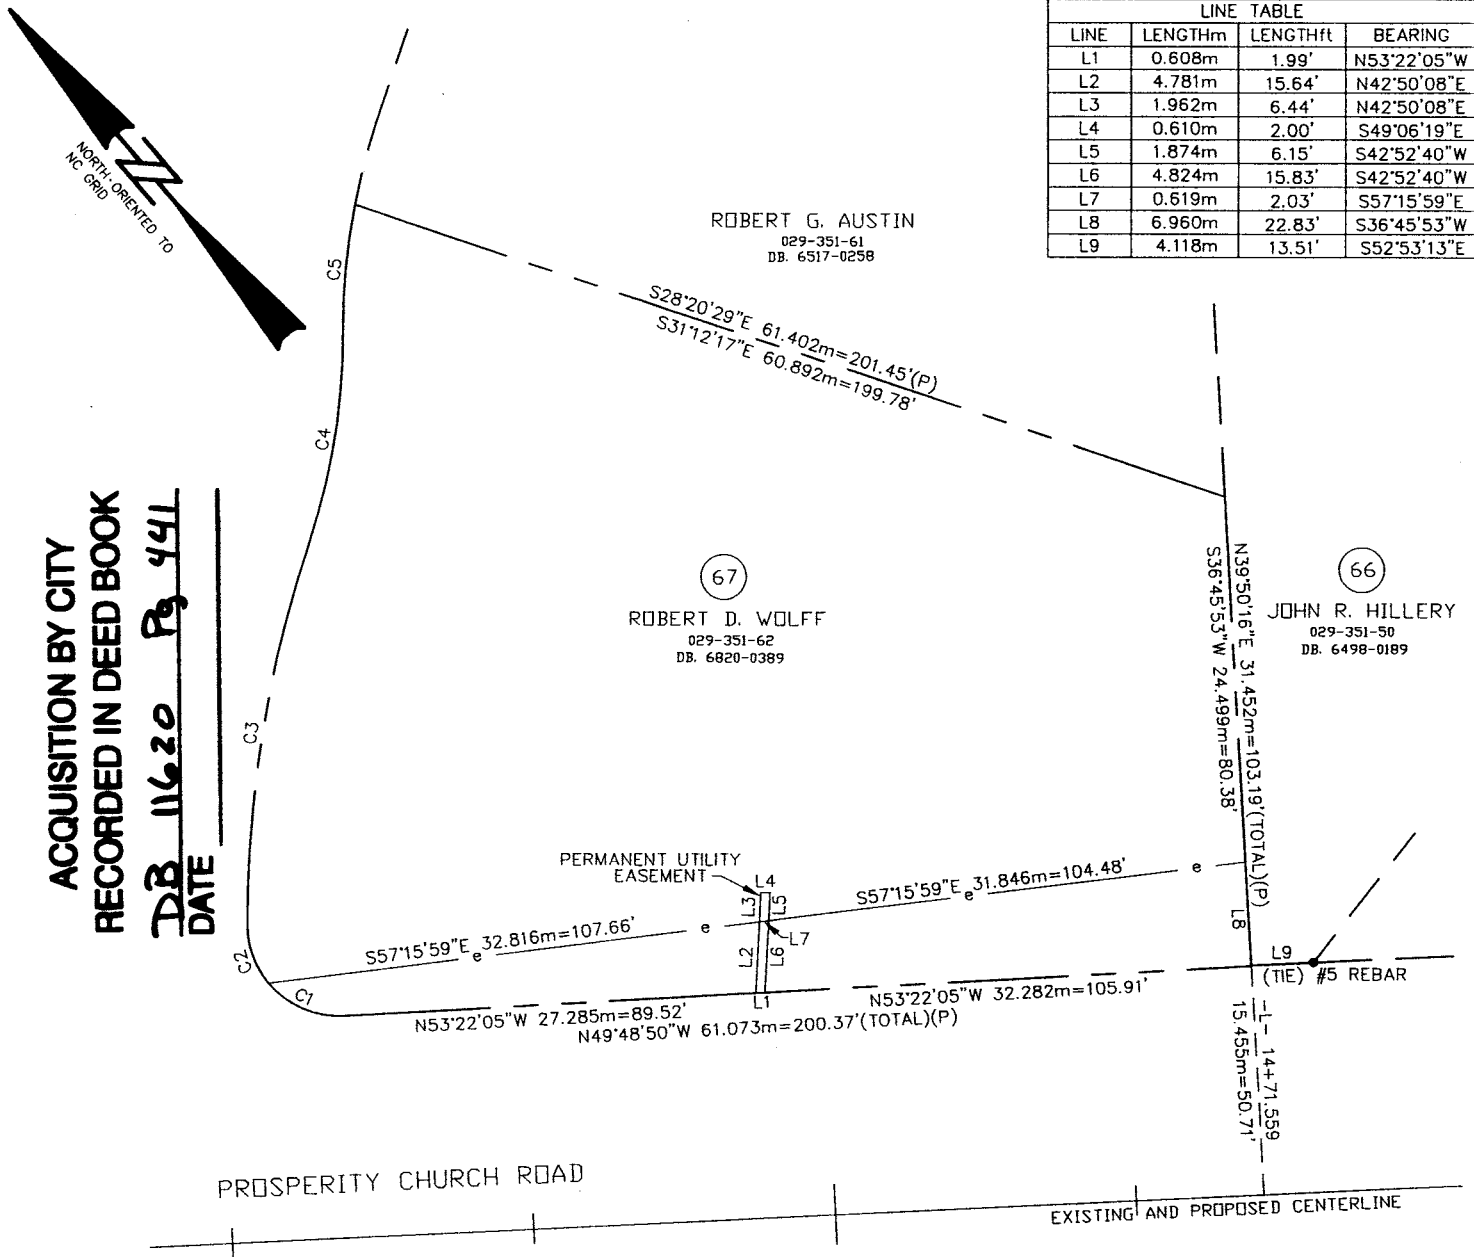 LINE TABLE
LINE LENGTHm LENGTHft BEARING
L1 0.608m 1.99' N53°22'05"W
L2 4.781m 15.64' N42°50'08"E
L3 1.962m 6.44' N42°50'08"E
L4 0.610m 2.00' S49°06'19"E
L5 1.874m 6.15' S42°52'40"W
L6 4.824m 15.83' S42°52'40"W
L7 0.619m 2.03' S57°15'59"E
L8 6.960m 22.83' S36°45'53"W
L9 4.118m 13.51' S52°53'13"E
NORTH-ORIENTED TO
NC GRID
ROBERT G. AUSTIN
029-351-61
DB. 6517-0258
C5
S28°20'29"E 61.402m=201.45'(P)
S31°12'17"E 60.892m=199.78'
C4
ACQUISITION BY CITY
RECORDED IN DEED BOOK
DB 11620 Pg 441
DATE
67
ROBERT D. WOLFF
029-351-62
DB. 6820-0389
N39°50'16"E 31.452m=103.19'(TOTAL)(P)
S36°45'53"W 24.499m=80.38'
66
JOHN R. HILLERY
029-351-50
DB. 6498-0189
C3
PERMANENT UTILITY
EASEMENT
L4
L3
L5
S57°15'59"E e 31.846m=104.48' e
S57°15'59"E e 32.816m=107.66' e
L7
L2
L6
L8
L9
(TIE) #5 REBAR
C2
C1
L1
N53°22'05"W 27.285m=89.52'
N53°22'05"W 32.282m=105.91'
N49°48'50"W 61.073m=200.37'(TOTAL)(P)
-L- 14+71.559
15.455m=50.71'
PROSPERITY CHURCH ROAD
EXISTING AND PROPOSED CENTERLINE